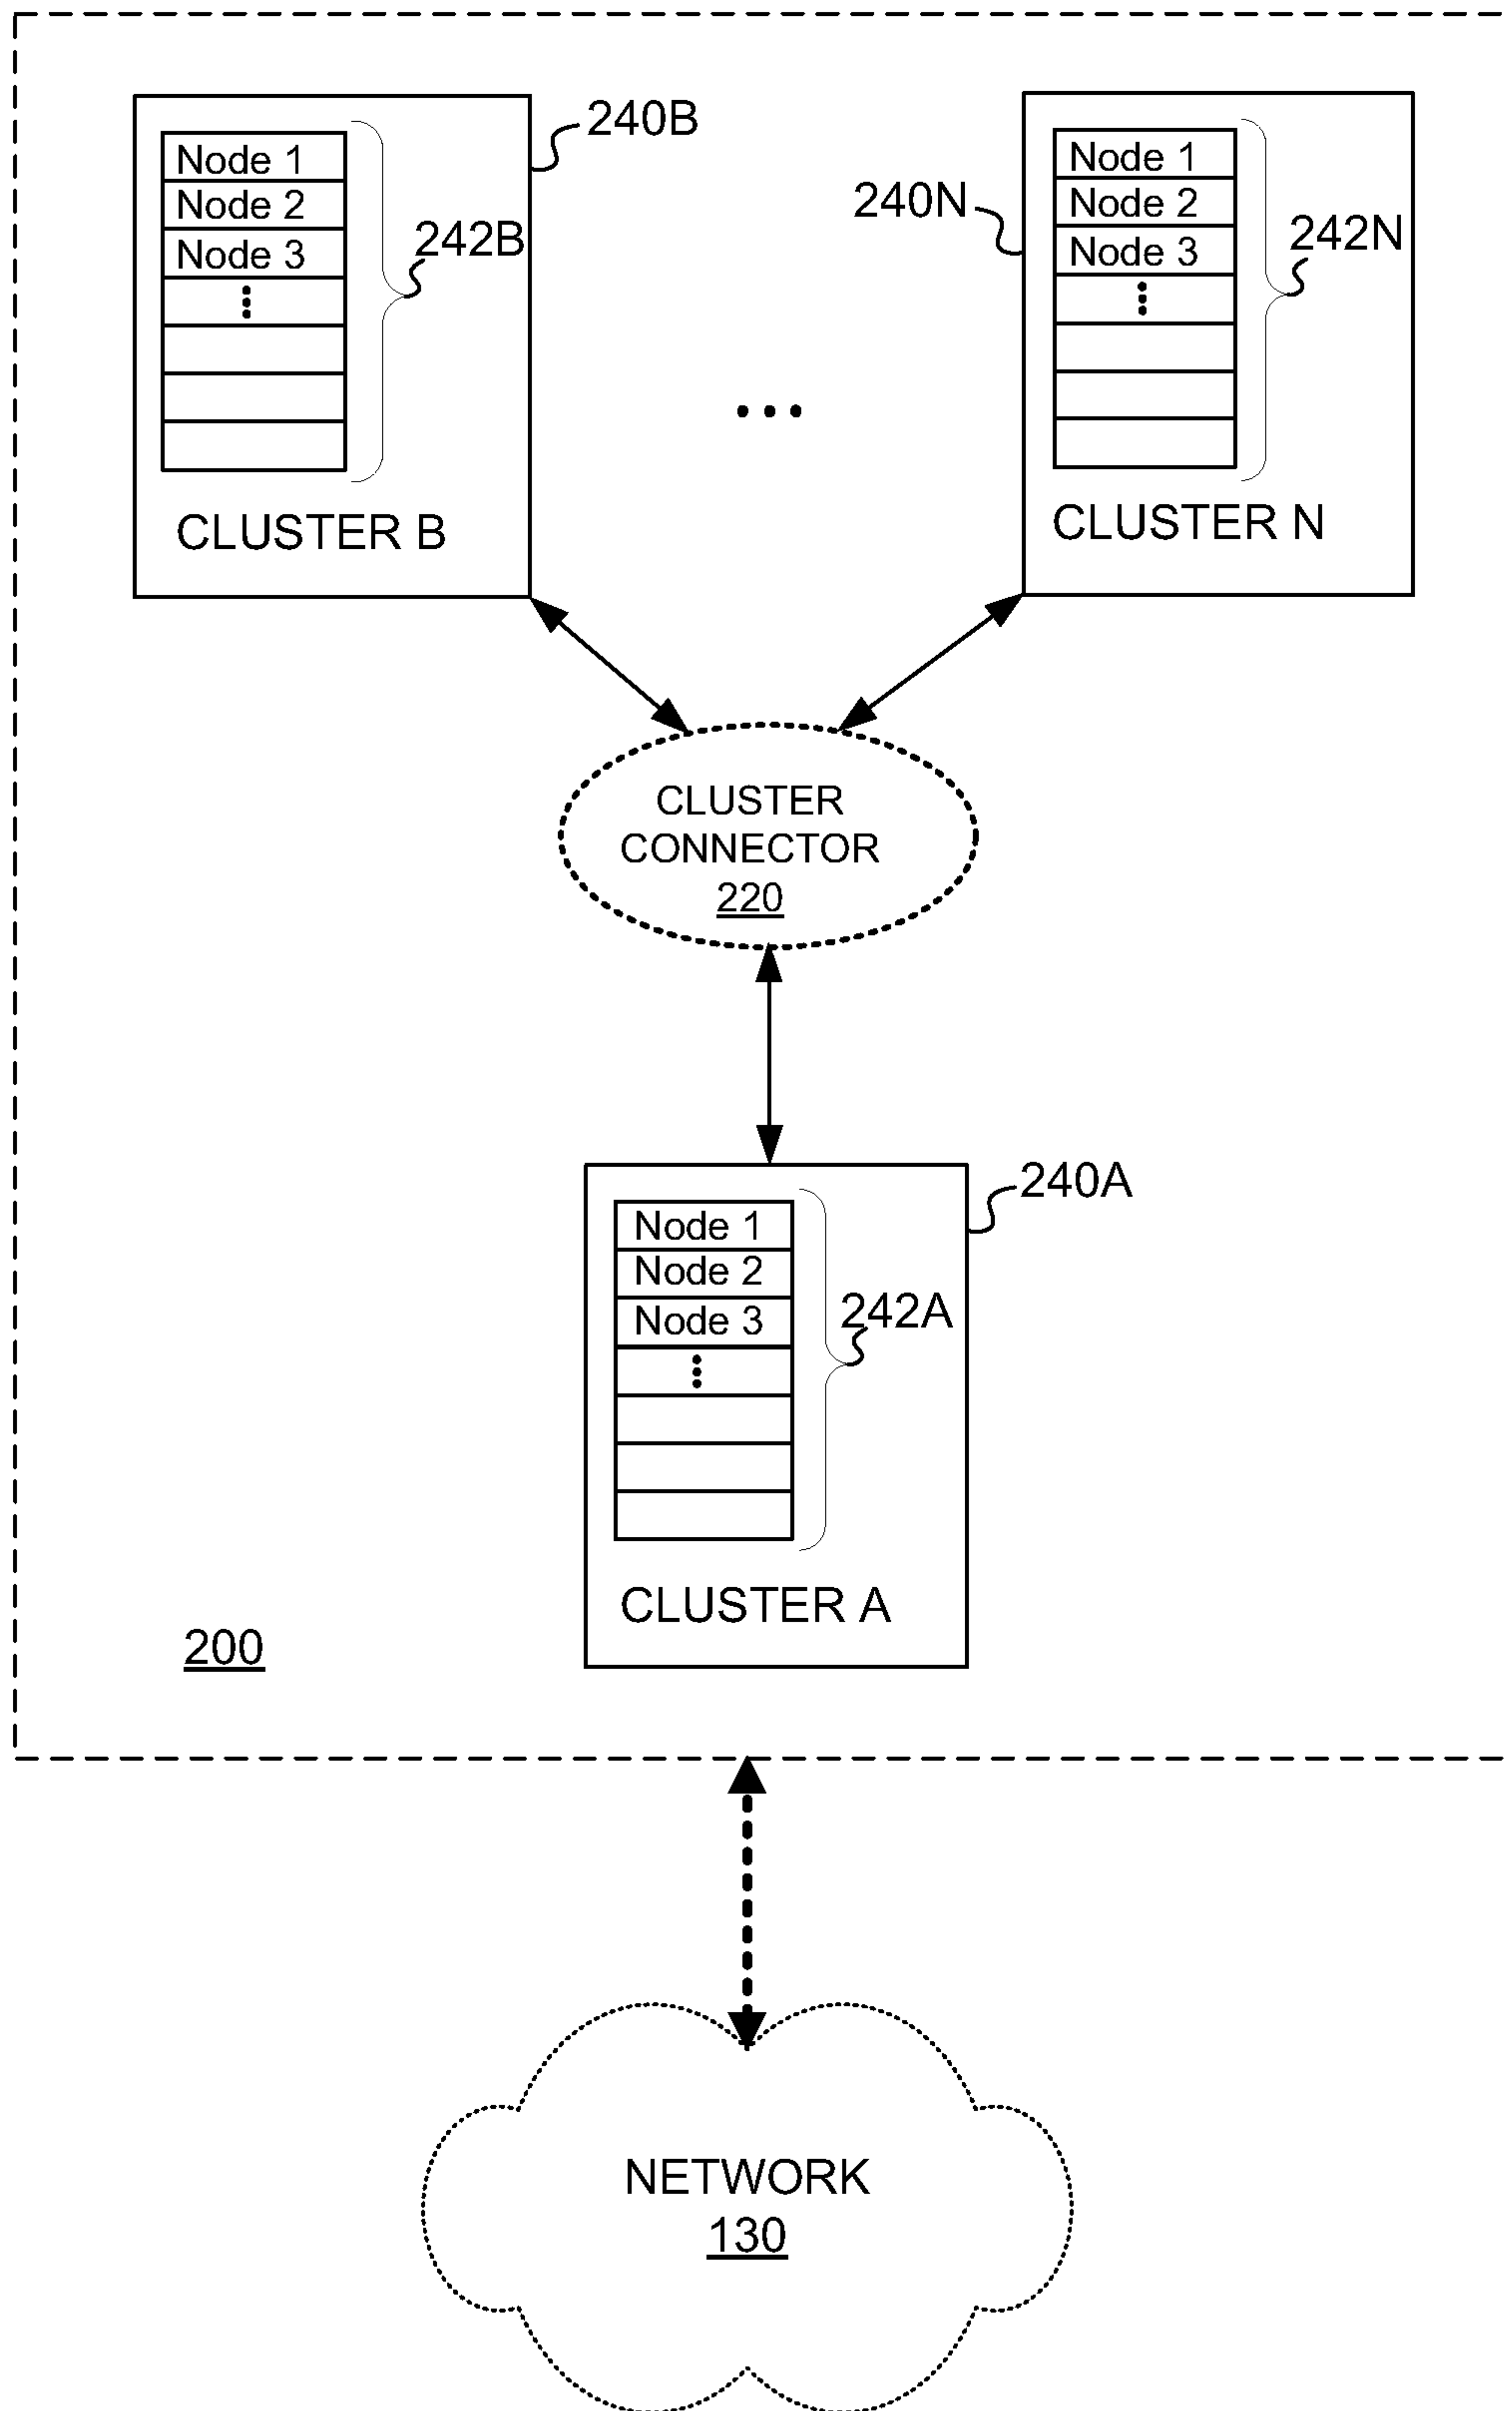 240B
Node 1
Node 2
Node 3
242B
CLUSTER B
240N
Node 1
Node 2
Node 3
242N
CLUSTER N
...
CLUSTER
CONNECTOR
220
240A
Node 1
Node 2
Node 3
242A
CLUSTER A
200
NETWORK
130